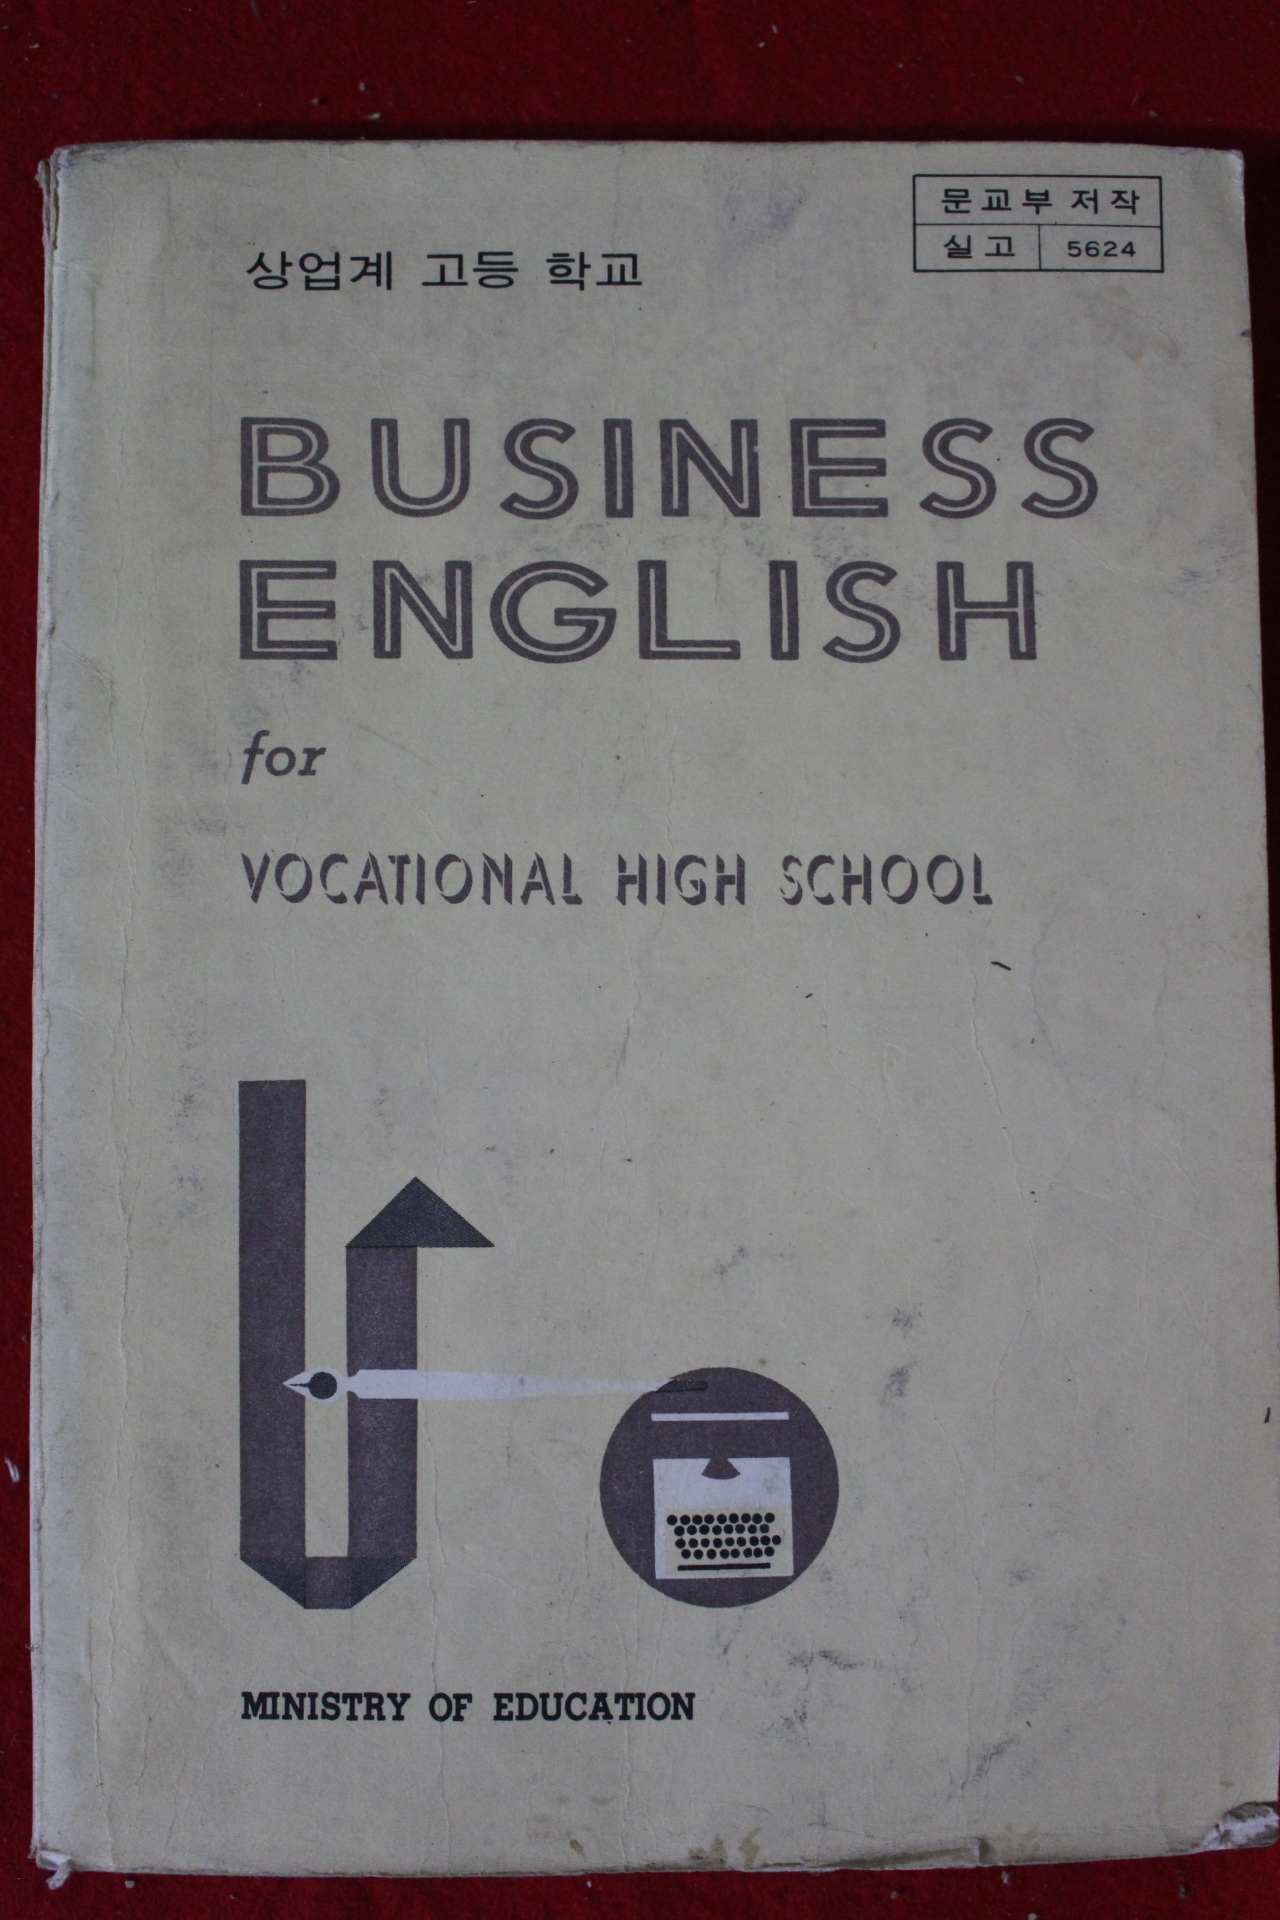 문교부 저작
실고 5624
상업계 고등 학교
BUSINESS
ENGLISH
for
VOCATIONAL HIGH SCHOOL
MINISTRY OF EDUCATION